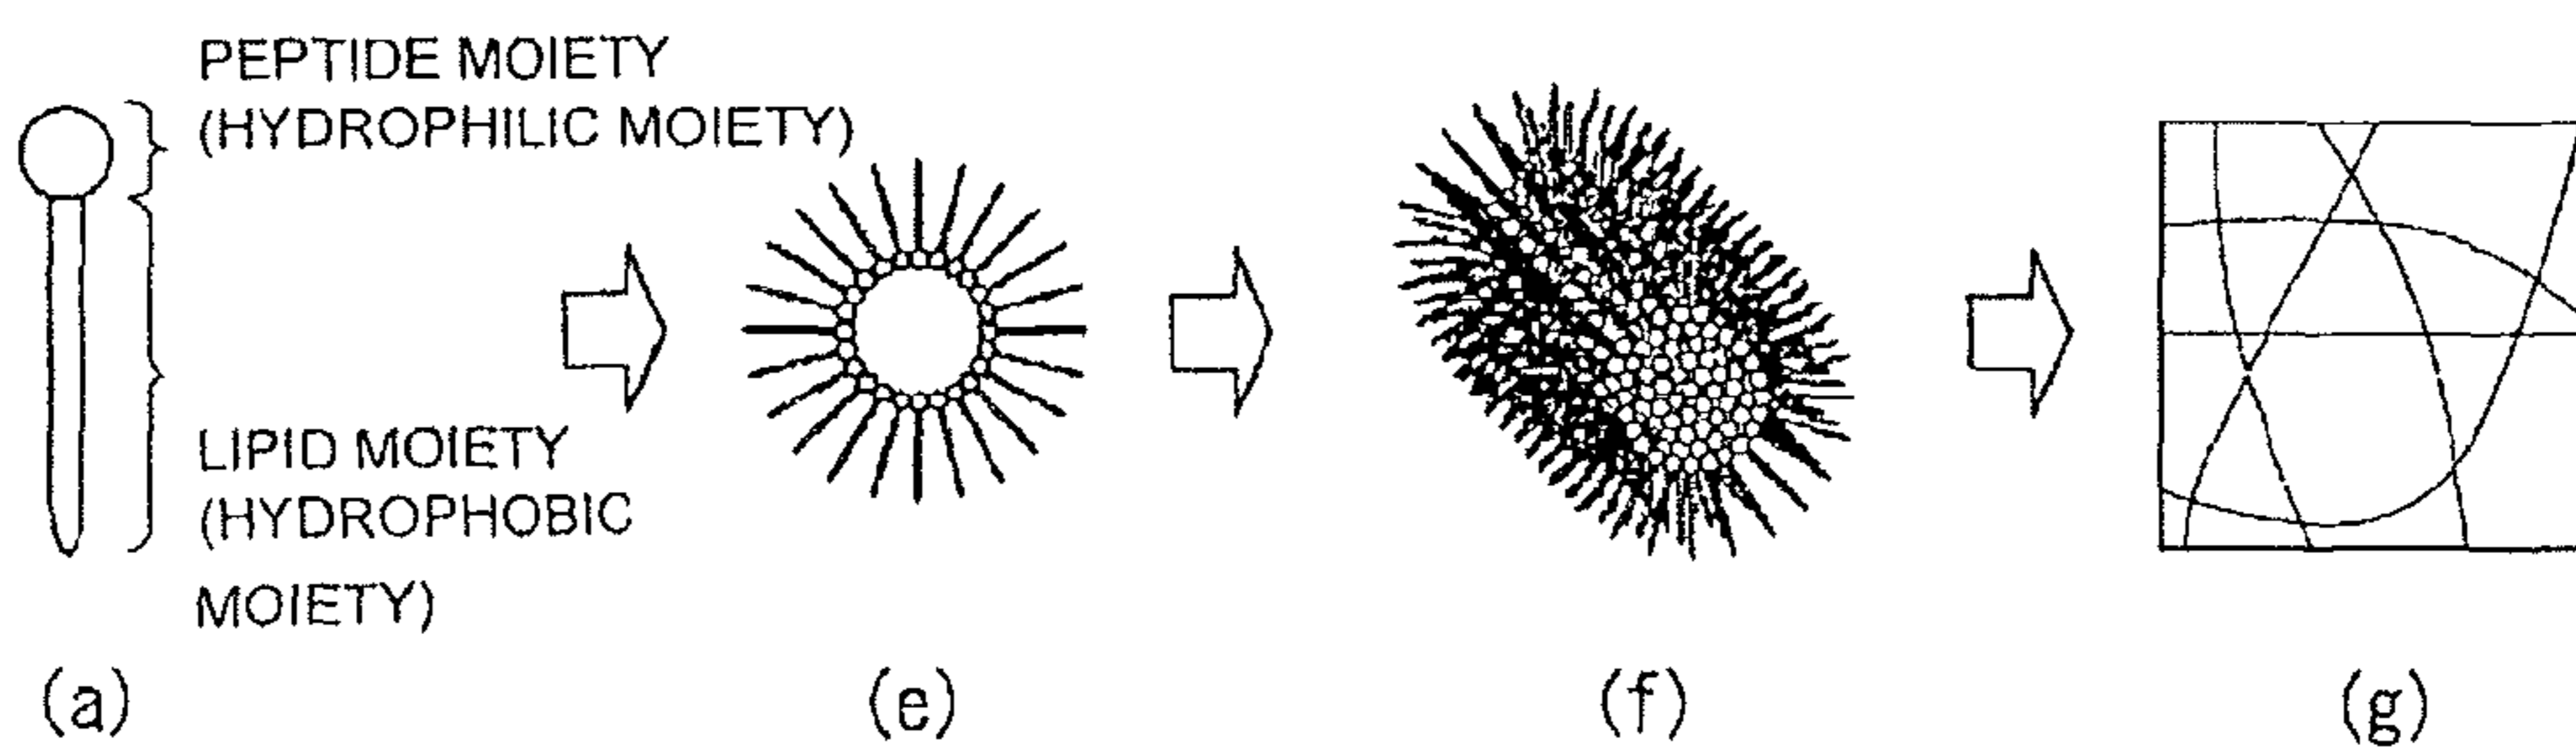 PEPTIDE MOIETY
(HYDROPHILIC MOIETY)
LIPID MOIETY
(HYDROPHOBIC
MOIETY)
(a)
(e)
(f)
(g)